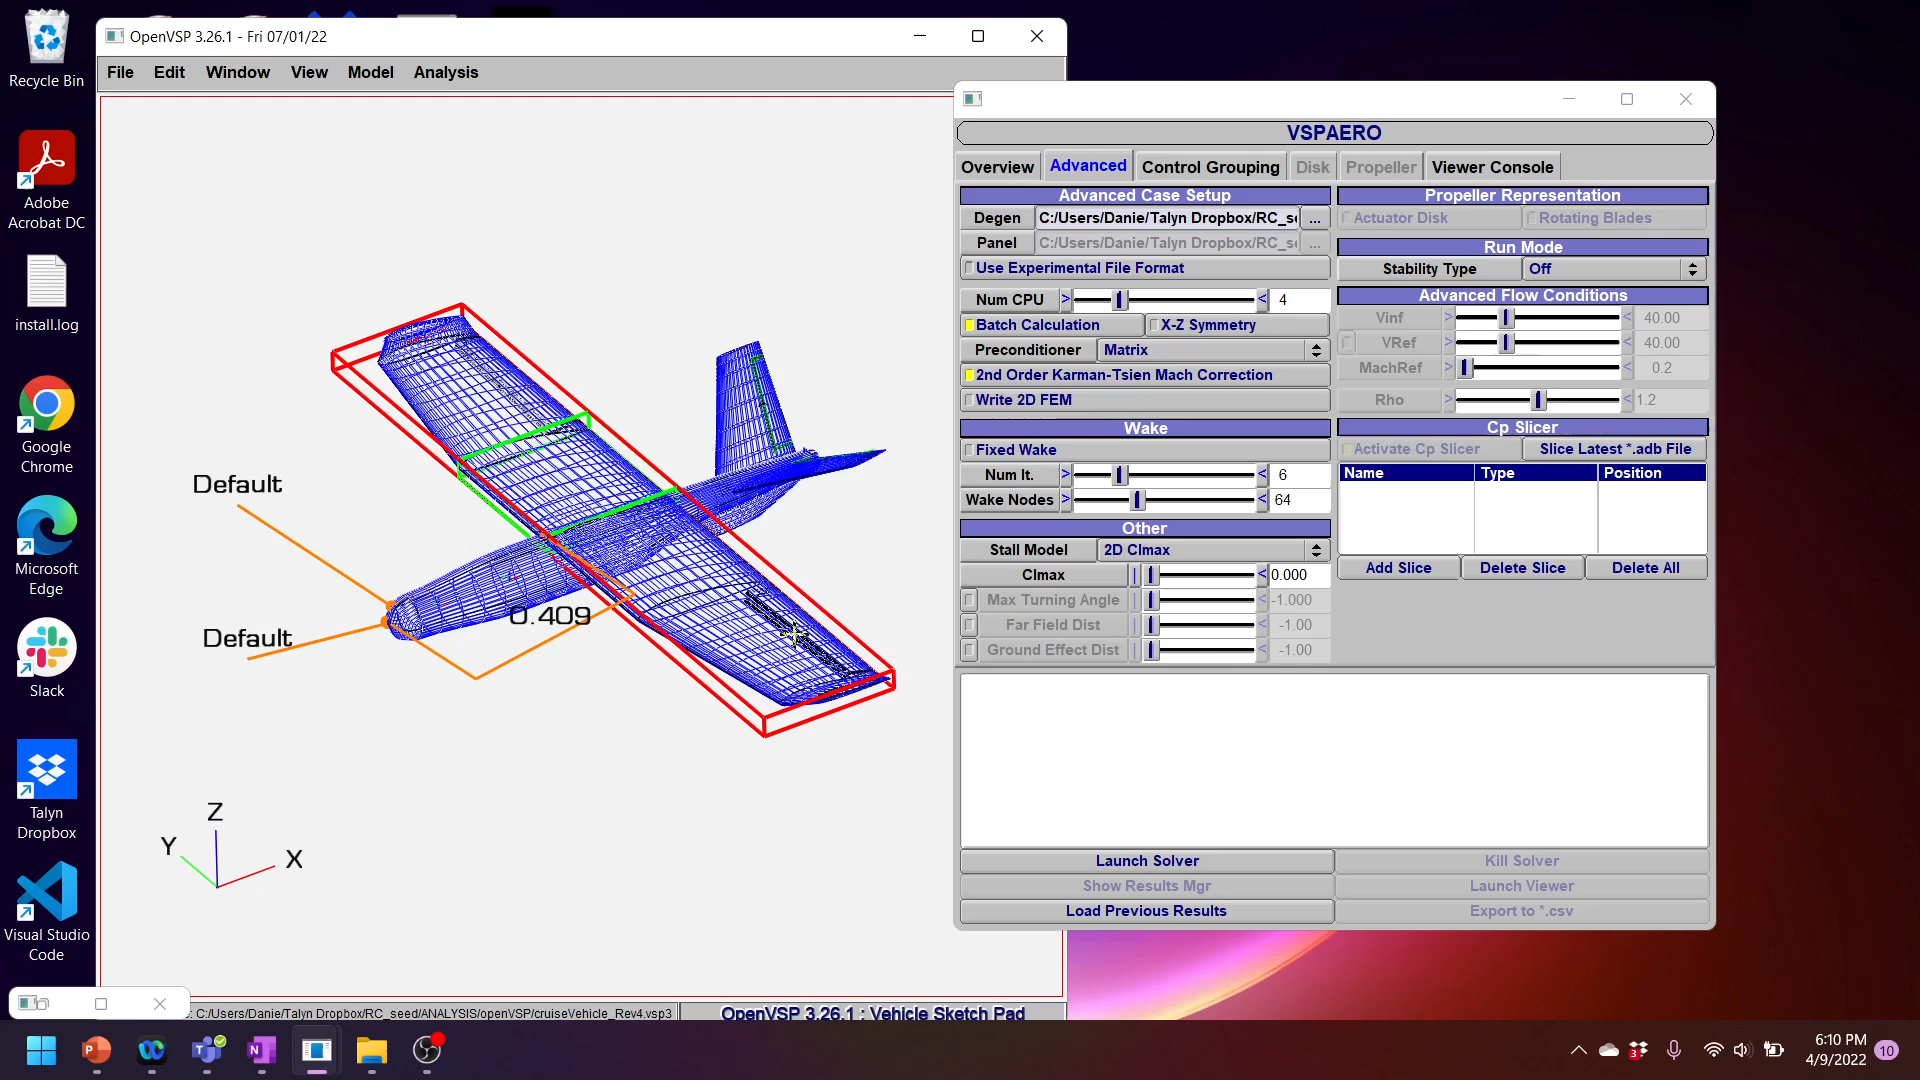 Recycle Bin
Adobe
Acrobat DC
install.log
Google
Chrome
Microsoft
Edge
Slack
Talyn
Dropbox
Visual Studio
Code
OpenVSP 3.26.1 - Fri 07/01/22
File Edit Window View Model Analysis
Default
Default
0.409
Z
Y
X
: C:/Users/Danie/Talyn Dropbox/RC_seed/ANALYSIS/openVSP/cruiseVehicle_Rev4.vsp3
OpenVSP 3.26.1 : Vehicle Sketch Pad
VSPAERO
Overview Advanced Control Grouping Disk Propeller Viewer Console
Advanced Case Setup
Degen C:/Users/Danie/Talyn Dropbox/RC_se ...
Panel C:/Users/Danie/Talyn Dropbox/RC_se ...
Use Experimental File Format
Num CPU > < 4
Batch Calculation X-Z Symmetry
Preconditioner Matrix
2nd Order Karman-Tsien Mach Correction
Write 2D FEM
Wake
Fixed Wake
Num It. > < 6
Wake Nodes > < 64
Other
Stall Model 2D Clmax
Clmax | < 0.000
Max Turning Angle | < -1.000
Far Field Dist | < -1.00
Ground Effect Dist | < -1.00
Propeller Representation
Actuator Disk Rotating Blades
Run Mode
Stability Type Off
Advanced Flow Conditions
Vinf > < 40.00
VRef > < 40.00
MachRef > < 0.2
Rho > < 1.2
Cp Slicer
Activate Cp Slicer Slice Latest *.adb File
Name Type Position
Add Slice Delete Slice Delete All
Launch Solver Kill Solver
Show Results Mgr Launch Viewer
Load Previous Results Export to *.csv
3
6:10 PM
4/9/2022
10